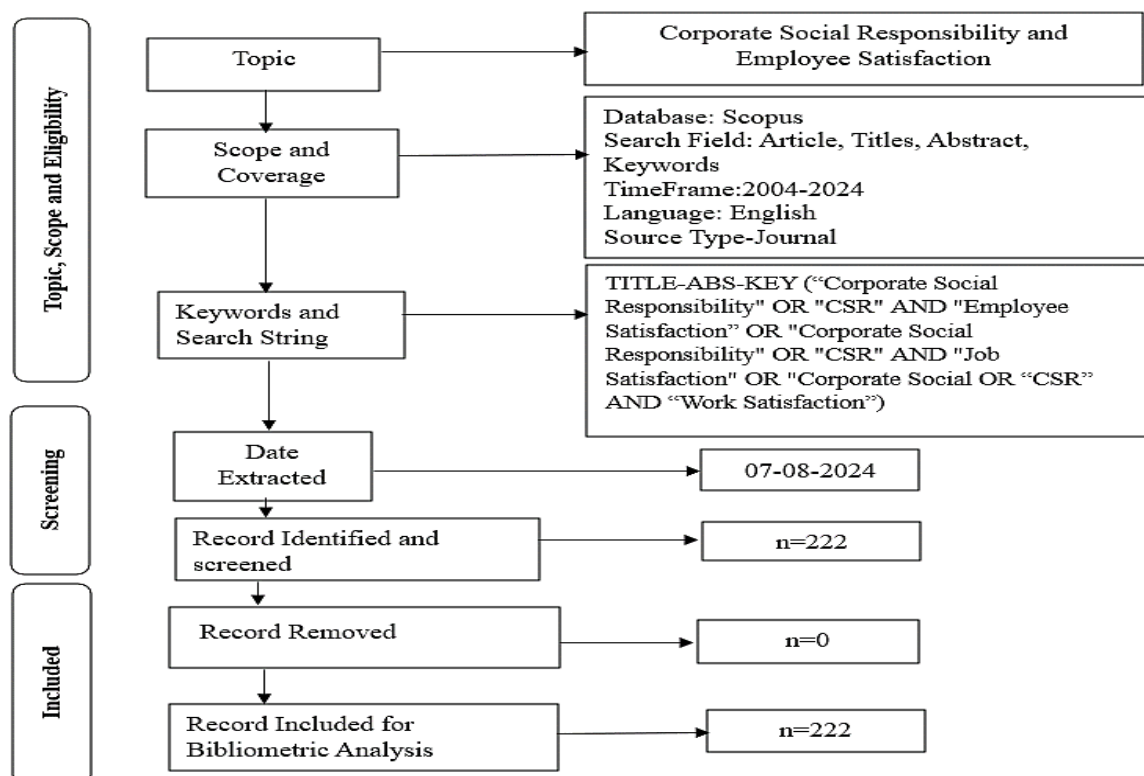 Topic, Scope and Eligibility
Topic
Corporate Social Responsibility and
Employee Satisfaction
Scope and
Coverage
Database: Scopus
Search Field: Article, Titles, Abstract,
Keywords
TimeFrame:2004-2024
Language: English
Source Type-Journal
Keywords and
Search String
TITLE-ABS-KEY (“Corporate Social
Responsibility" OR "CSR" AND "Employee
Satisfaction” OR "Corporate Social
Responsibility" OR "CSR" AND "Job
Satisfaction" OR "Corporate Social OR “CSR”
AND “Work Satisfaction”)
Screening
Date
Extracted
07-08-2024
Record Identified and
screened
n=222
Included
Record Removed
n=0
Record Included for
Bibliometric Analysis
n=222